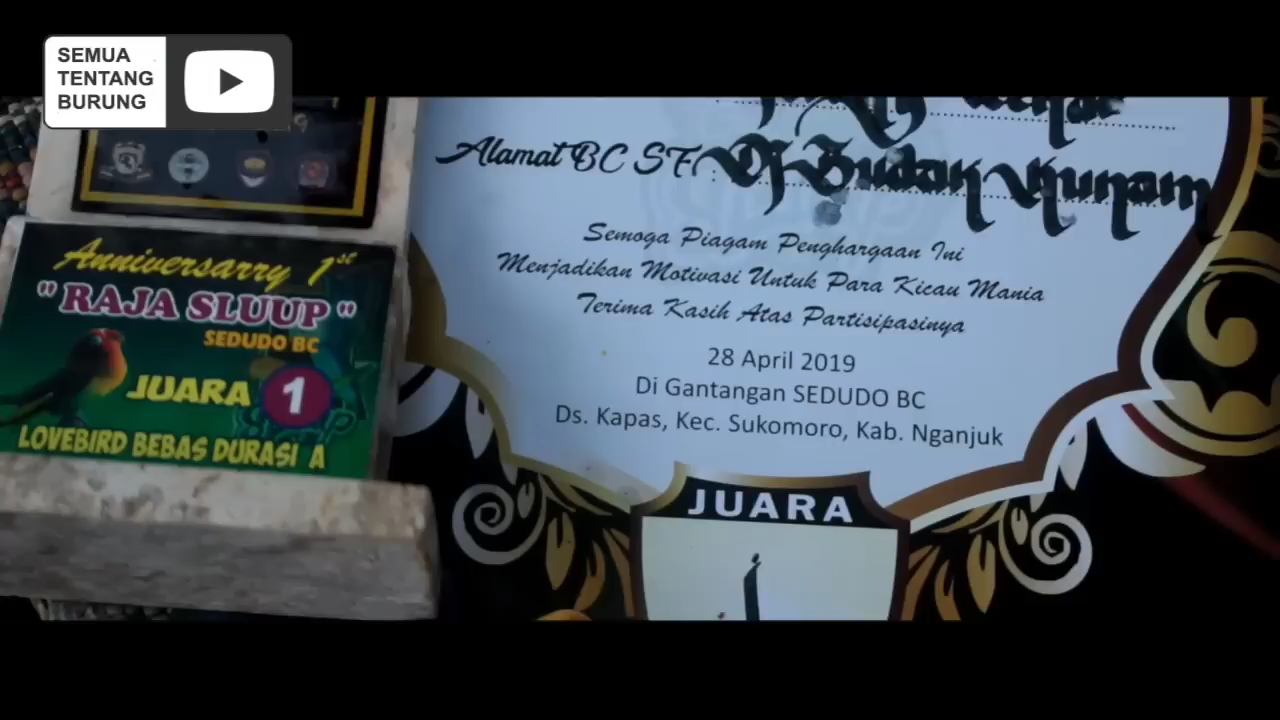 SEMUA
TENTANG
BURUNG
Anniversarry 1st
"RAJA SLUUP"
SEDUDO BC
JUARA 1
LOVEBIRD BEBAS DURASI A
Alamat BC SF :
Semoga Piagam Penghargaan Ini
Menjadikan Motivasi Untuk Para Kicau Mania
Terima Kasih Atas Partisipasinya
28 April 2019
Di Gantangan SEDUDO BC
Ds. Kapas, Kec. Sukomoro, Kab. Nganjuk
JUARA
1